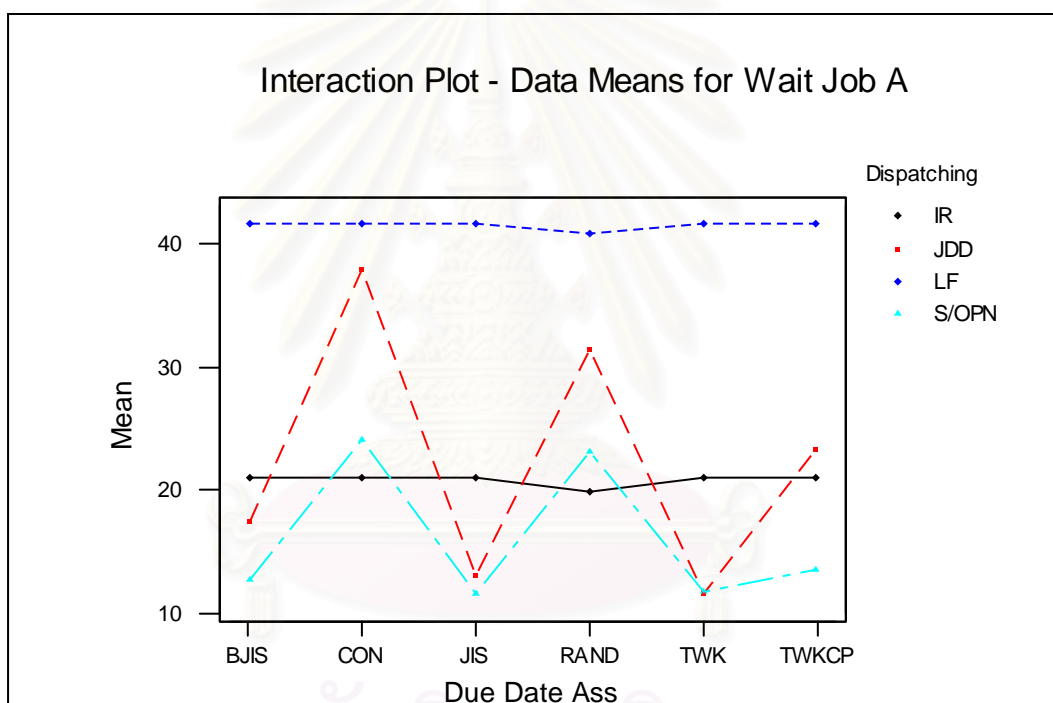 Interaction Plot - Data Means for Wait Job A
Dispatching
IR
JDD
LF
S/OPN
40
30
20
10
Mean
BJIS CON JIS RAND TWK TWKCP
Due Date Ass